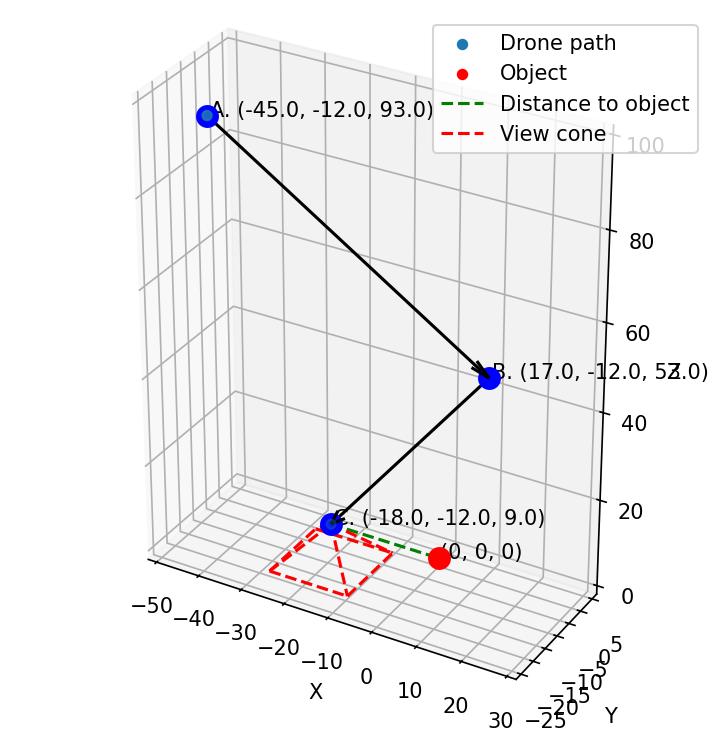 Drone path
Object
Distance to object
View cone
A. (-45.0, -12.0, 93.0)
100
80
60
B. (17.0, -12.0, 53.0)
Z
40
20
C. (-18.0, -12.0, 9.0)
(0, 0, 0)
0
−50
−40
−30
−20
−10
0
10
20
30
X
−25
−20
−15
−10
−5
0
5
Y